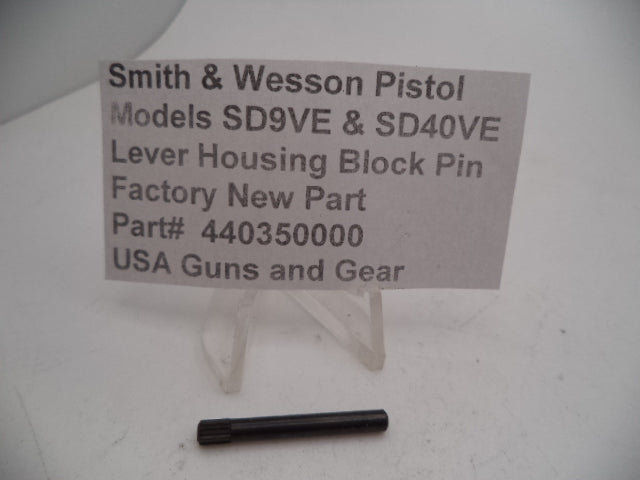 Smith & Wesson Pistol
Models SD9VE & SD40VE
Lever Housing Block Pin
Factory New Part
Part# 440350000
USA Guns and Gear